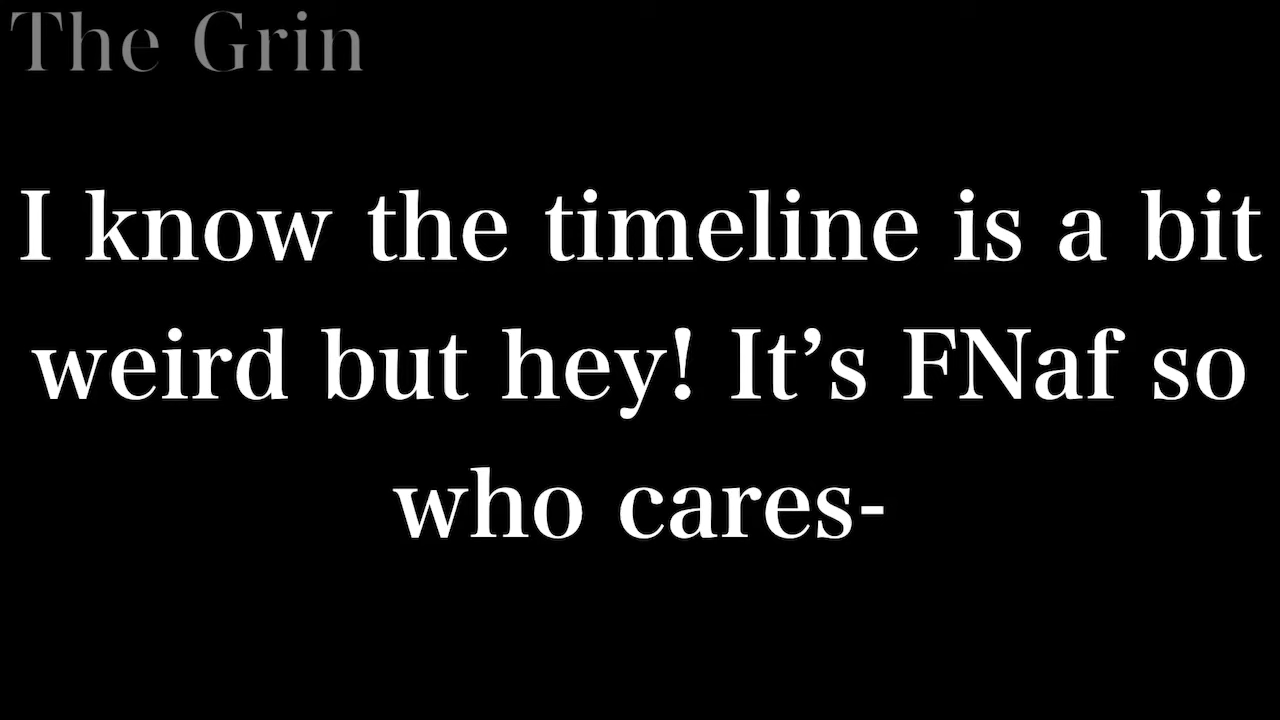 The Grin
I know the timeline is a bit
weird but hey! It’s FNaf so
who cares-